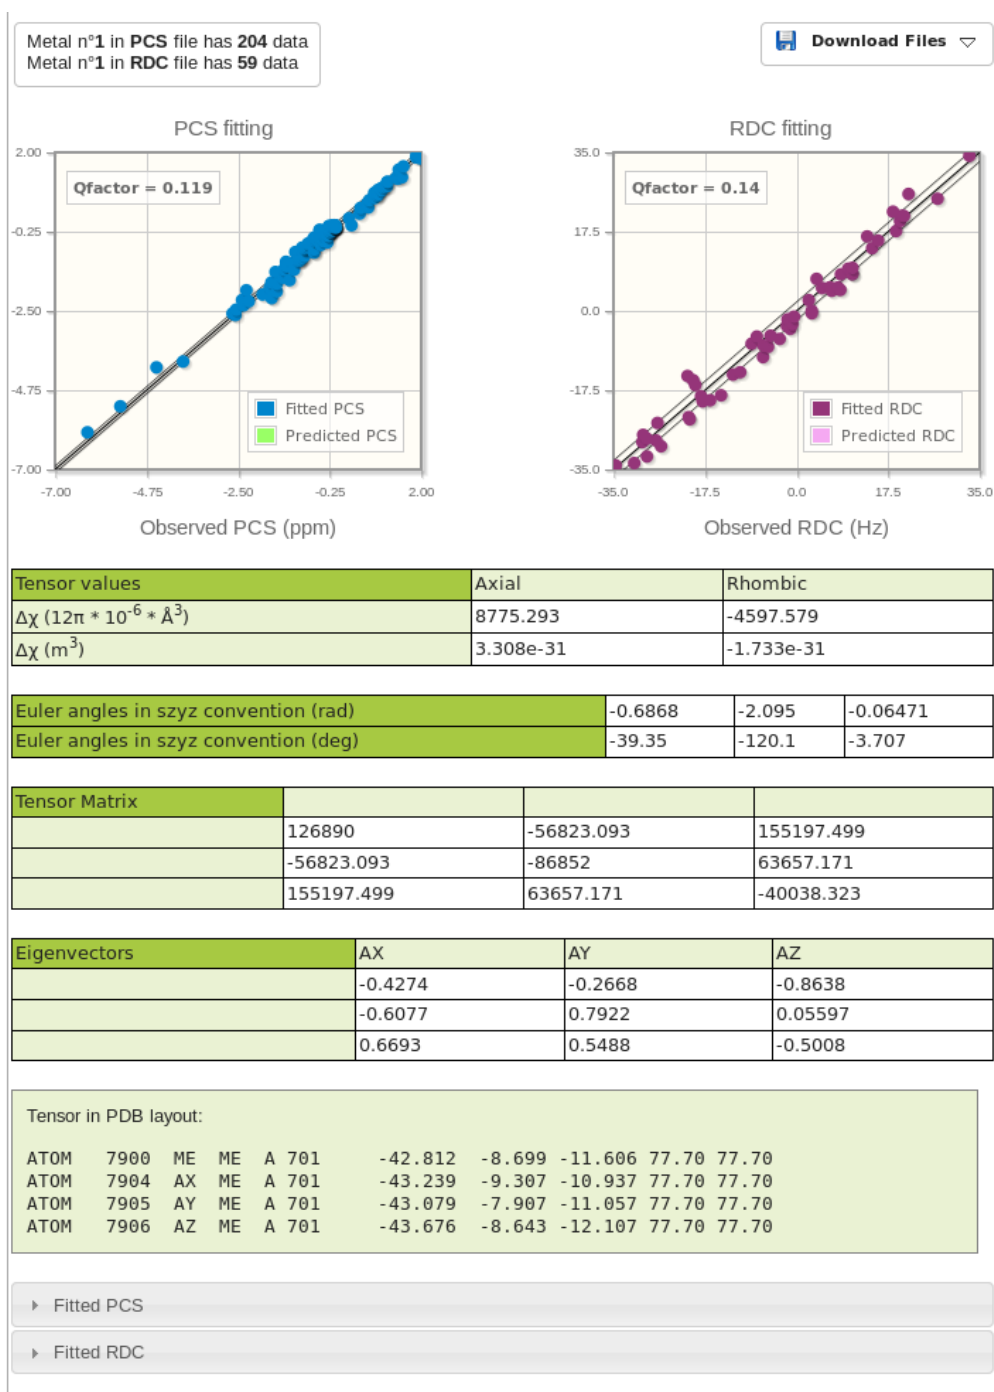 Metal n°1 in PCS file has 204 data
Metal n°1 in RDC file has 59 data
Download Files
PCS fitting
2.00
-0.25
-2.50
-4.75
-7.00
Qfactor = 0.119
Fitted PCS
Predicted PCS
-7.00 -4.75 -2.50 -0.25 2.00
Observed PCS (ppm)
RDC fitting
35.0
17.5
0.0
-17.5
-35.0
Qfactor = 0.14
Fitted RDC
Predicted RDC
-35.0 -17.5 0.0 17.5 35.0
Observed RDC (Hz)
Tensor values Axial Rhombic
Δχ (12π * 10^-6 * Å^3) 8775.293 -4597.579
Δχ (m^3) 3.308e-31 -1.733e-31
Euler angles in szyz convention (rad) -0.6868 -2.095 -0.06471
Euler angles in szyz convention (deg) -39.35 -120.1 -3.707
Tensor Matrix
126890 -56823.093 155197.499
-56823.093 -86852 63657.171
155197.499 63657.171 -40038.323
Eigenvectors AX AY AZ
-0.4274 -0.2668 -0.8638
-0.6077 0.7922 0.05597
0.6693 0.5488 -0.5008
Tensor in PDB layout:
ATOM 7900 ME ME A 701 -42.812 -8.699 -11.606 77.70 77.70
ATOM 7904 AX ME A 701 -43.239 -9.307 -10.937 77.70 77.70
ATOM 7905 AY ME A 701 -43.079 -7.907 -11.057 77.70 77.70
ATOM 7906 AZ ME A 701 -43.676 -8.643 -12.107 77.70 77.70
Fitted PCS
Fitted RDC